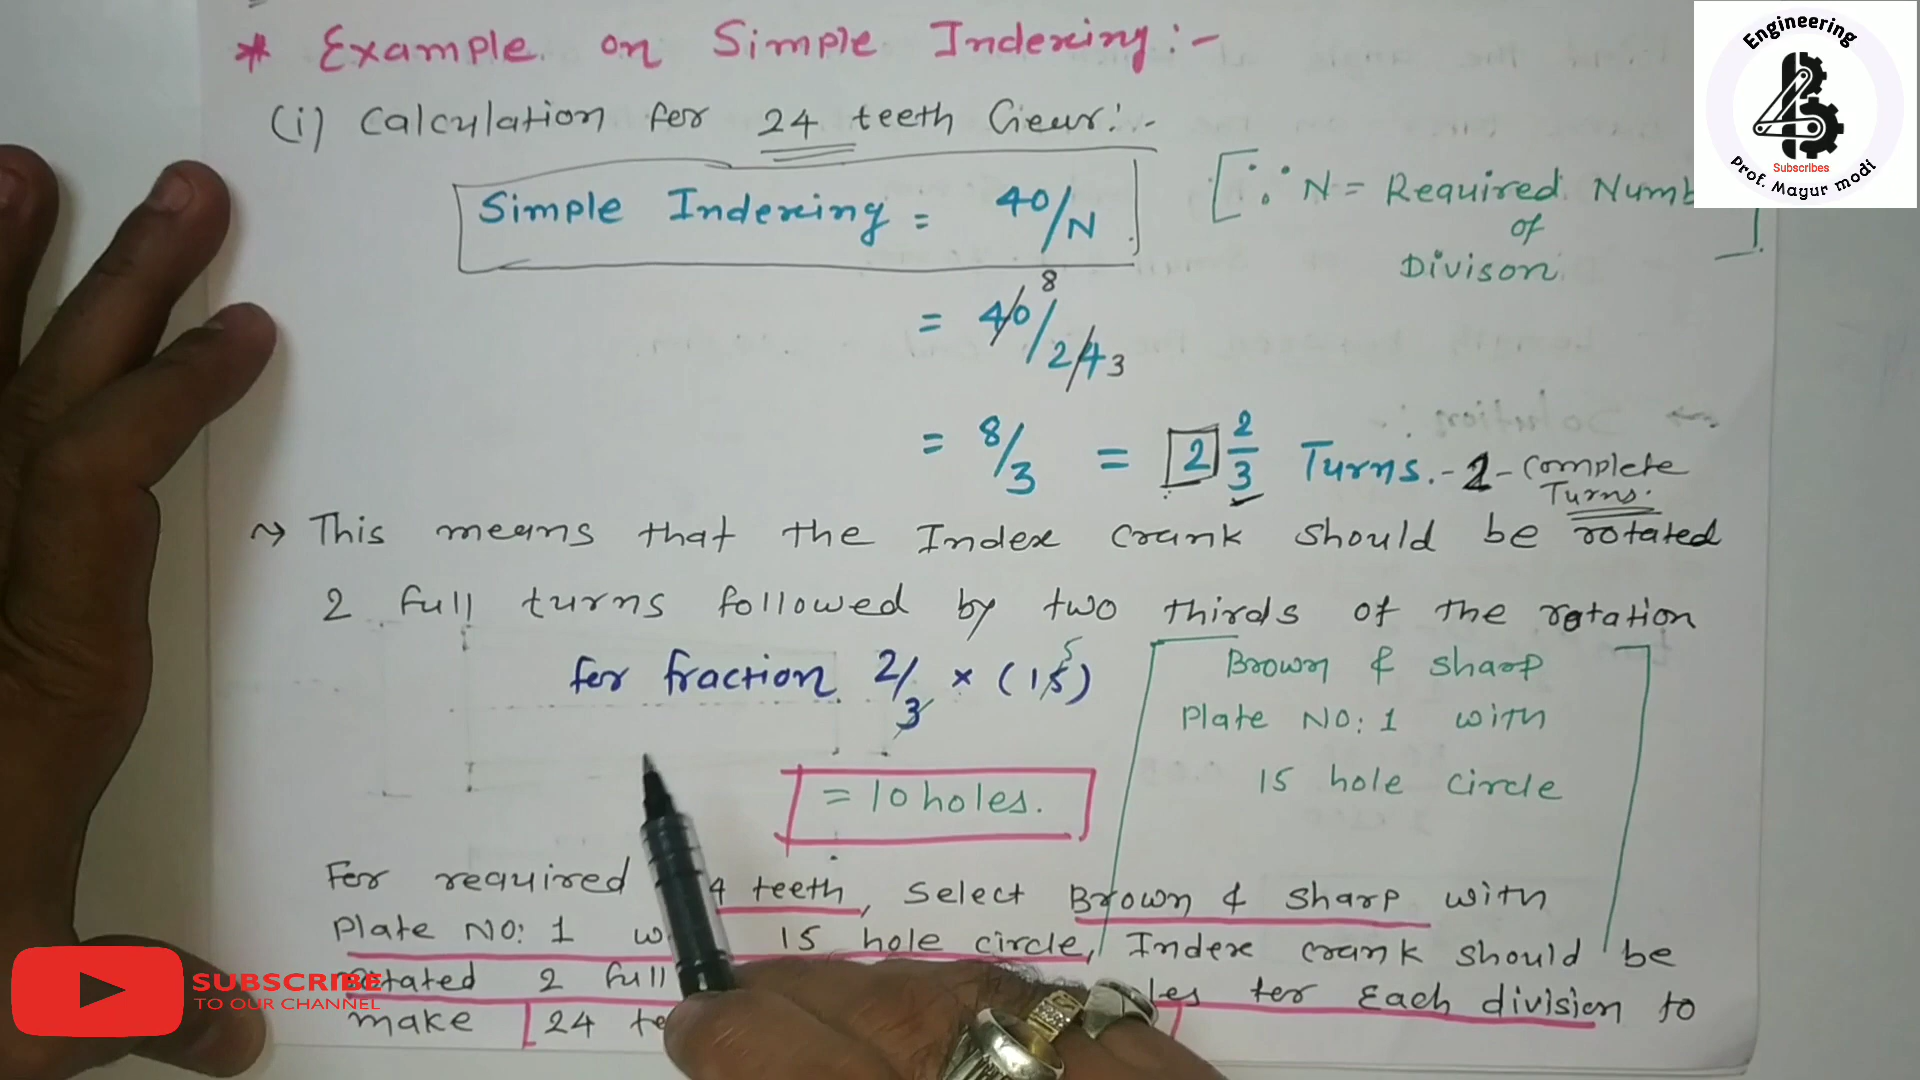 * Example on Simple Indexing:-
(i) Calculation for 24 teeth Gear:-
Simple Indexing = 40/N
[∵ N = Required Numb
of
Divison ]
= 40/24 8 3
= 8/3 = 2 2/3 Turns. - 2 - Complete
Turns.
~> This means that the Index crank should be rotated
2 full turns followed by two thirds of the rotation
for fraction 2/3 × (15) 5
= 10 holes.
Brown & sharp
Plate No: 1 with
15 hole circle
For required 4 teeth, Select Brown & sharp with
Plate No: 1 15 hole circle, Index crank should be
rotated 2 full les for Each division to
make 24 te
Engineering
Subscribes
Prof. Mayur modi
SUBSCRIBE
TO OUR CHANNEL